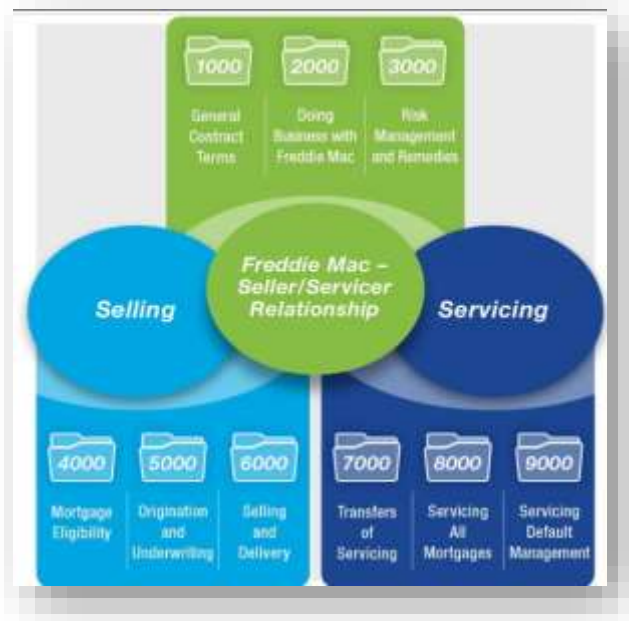 1000
2000
3000
General
Contract
Terms
Doing
Business with
Freddie Mac
Risk
Management
and Remedies
Selling
Freddie Mac –
Seller/Servicer
Relationship
Servicing
4000
5000
6000
7000
8000
9000
Mortgage
Eligibility
Origination
and
Underwriting
Selling
and
Delivery
Transfers
of
Servicing
Servicing
All
Mortgages
Servicing
Default
Management